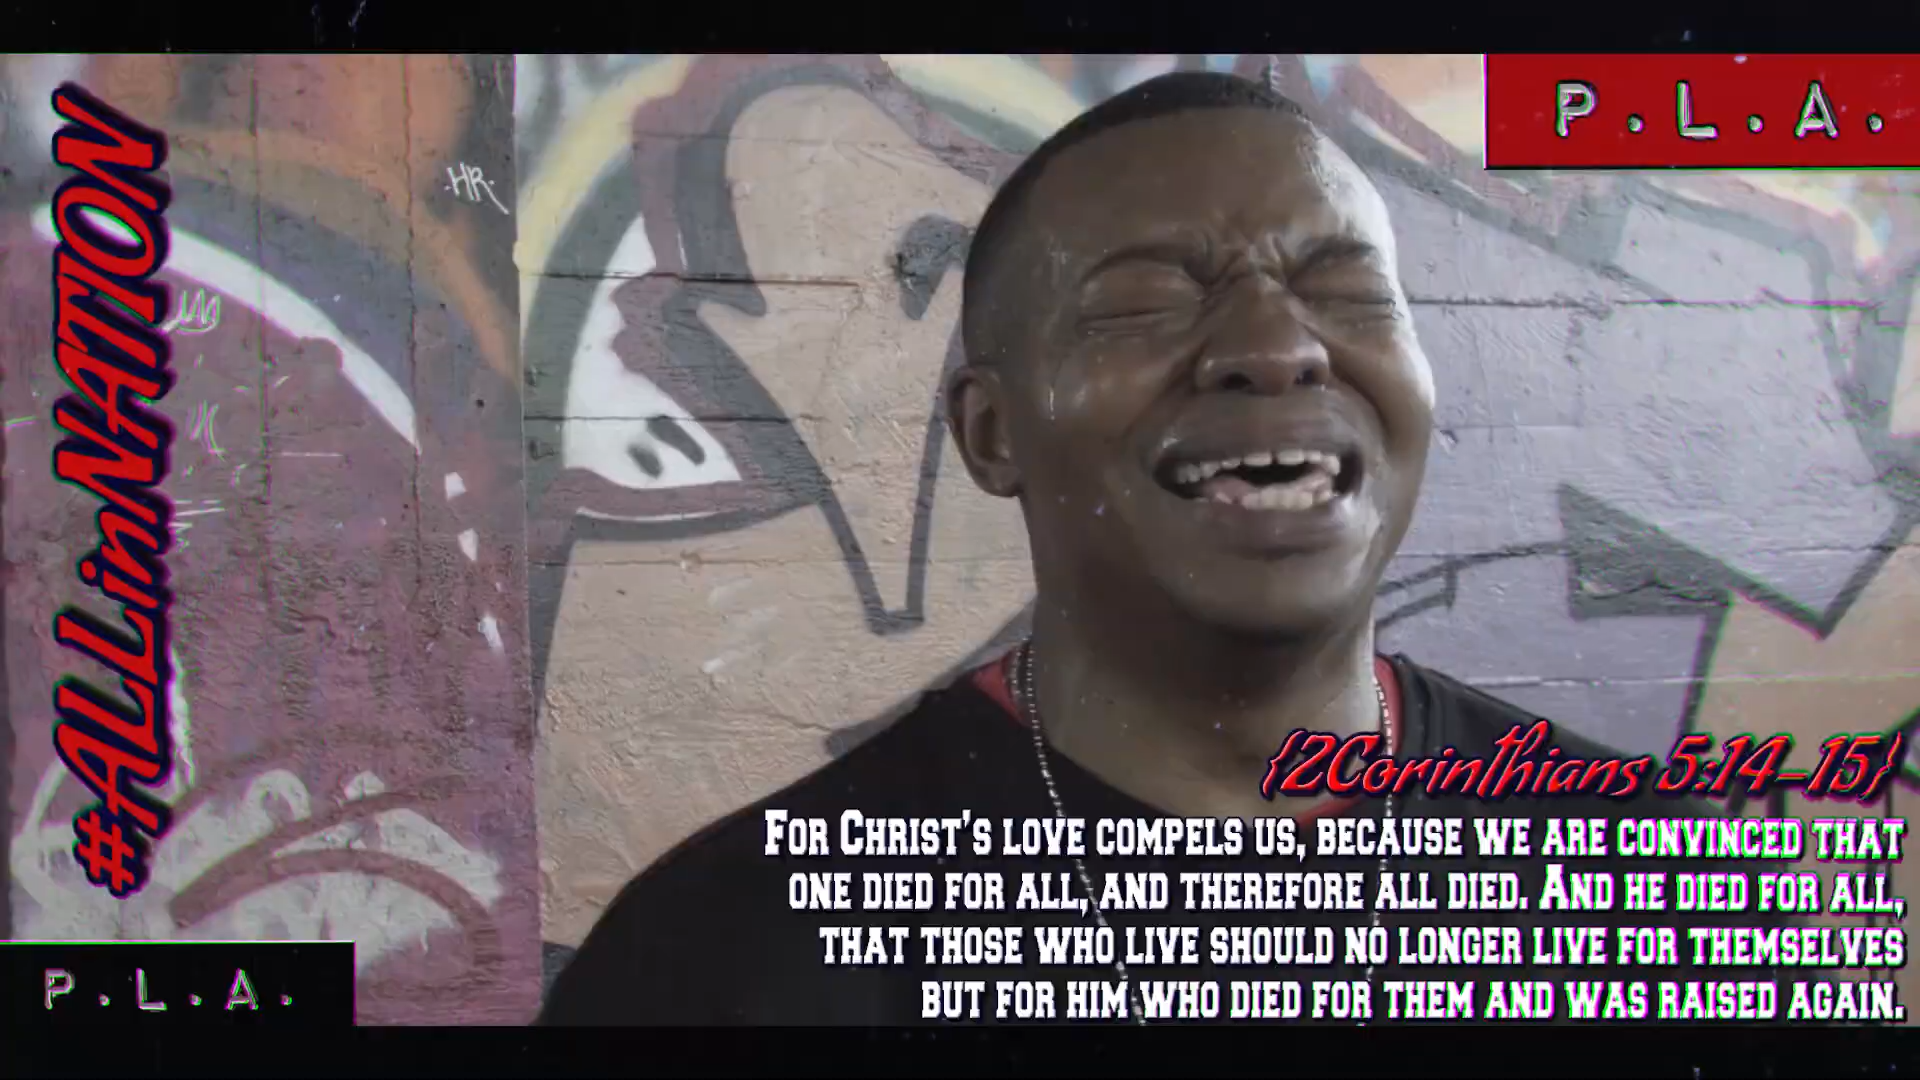 P.L.A.
#ALLinNATION
·HR·
{2Corinthians 5:14-15}
For Christ's love compels us, because we are convinced that
one died for all, and therefore all died. And he died for all,
that those who live should no longer live for themselves
but for him who died for them and was raised again.
P.L.A.